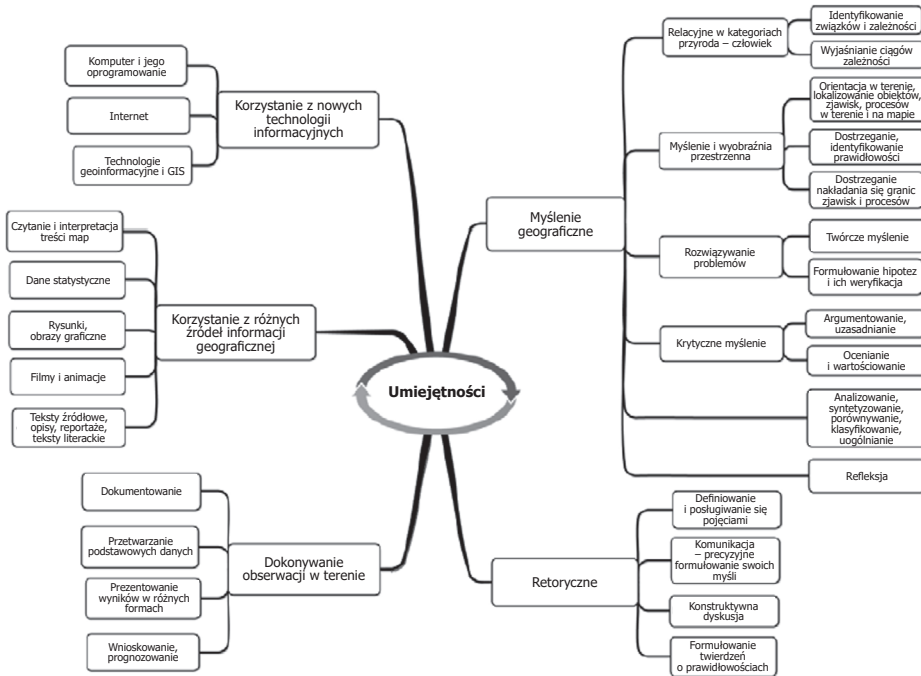 Komputer i jego
oprogramowanie
Internet
Technologie
geoinformacyjne i GIS
Korzystanie z nowych
technologii
informacyjnych
Czytanie i interpretacja
treści map
Dane statystyczne
Rysunki,
obrazy graficzne
Filmy i animacje
Teksty źródłowe,
opisy, reportaże,
teksty literackie
Korzystanie z różnych
źródeł informacji
geograficznej
Dokumentowanie
Przetwarzanie
podstawowych danych
Prezentowanie
wyników w różnych
formach
Wnioskowanie,
prognozowanie
Dokonywanie
obserwacji w terenie
Umiejętności
Myślenie
geograficzne
Relacyjne w kategoriach
przyroda – człowiek
Identyfikowanie
związków i zależności
Wyjaśnianie ciągów
zależności
Myślenie i wyobraźnia
przestrzenna
Orientacja w terenie,
lokalizowanie obiektów,
zjawisk, procesów
w terenie i na mapie
Dostrzeganie,
identyfikowanie
prawidłowości
Dostrzeganie
nakładania się granic
zjawisk i procesów
Rozwiązywanie
problemów
Twórcze myślenie
Formułowanie hipotez
i ich weryfikacja
Krytyczne myślenie
Argumentowanie,
uzasadnianie
Ocenianie
i wartościowanie
Analizowanie,
syntetyzowanie,
porównywanie,
klasyfikowanie,
uogólnianie
Refleksja
Retoryczne
Definiowanie
i posługiwanie się
pojęciami
Komunikacja
– precyzyjne
formułowanie swoich
myśli
Konstruktywna
dyskusja
Formułowanie
twierdzeń
o prawidłowościach